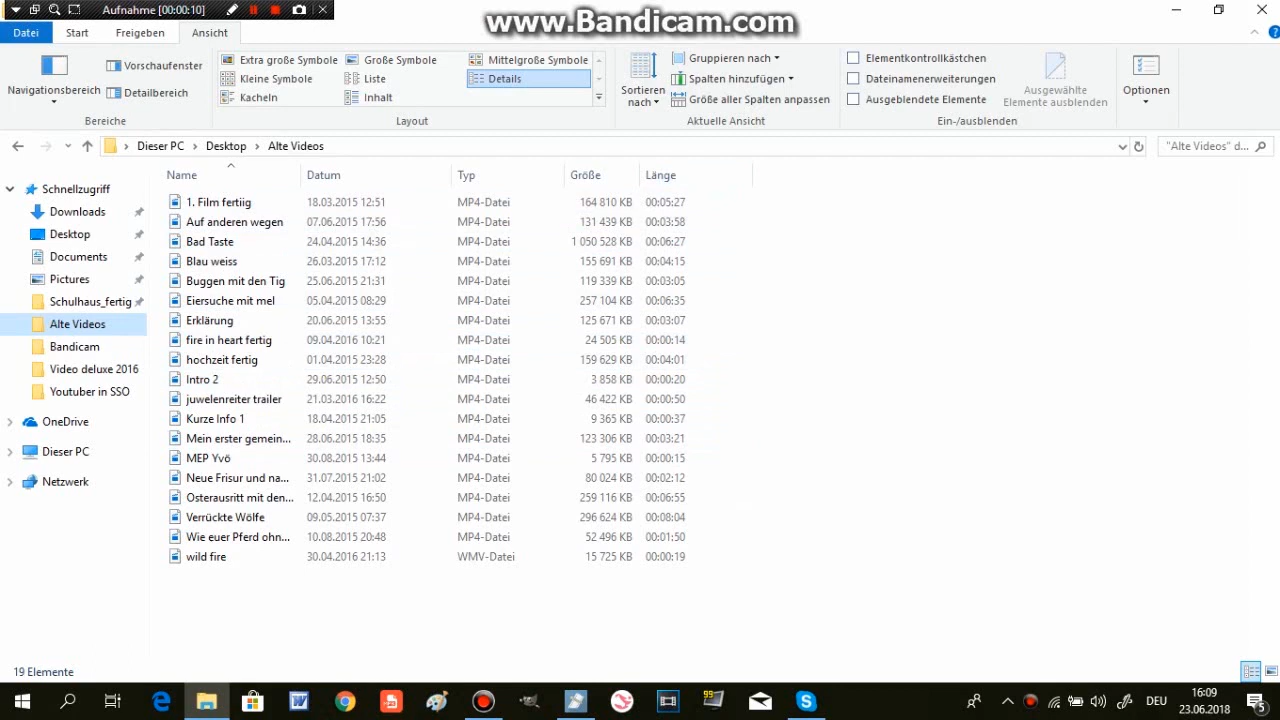 Aufnahme [00:00:10]
www.Bandicam.com
Datei Start Freigeben Ansicht
Navigationsbereich
Vorschaufenster
Detailbereich
Bereiche
Extra große Symbole Große Symbole Mittelgroße Symbole
Kleine Symbole Liste Details
Kacheln Inhalt
Layout
Sortieren nach
Gruppieren nach
Spalten hinzufügen
Größe aller Spalten anpassen
Aktuelle Ansicht
Elementkontrollkästchen
Dateinamenerweiterungen
Ausgeblendete Elemente
Ausgewählte
Elemente ausblenden
Ein-/ausblenden
Optionen
Dieser PC > Desktop > Alte Videos
"Alte Videos" d...
Schnellzugriff
Downloads
Desktop
Documents
Pictures
Schulhaus_fertig
Alte Videos
Bandicam
Video deluxe 2016
Youtuber in SSO
OneDrive
Dieser PC
Netzwerk
Name Datum Typ Größe Länge
1. Film fertiig 18.03.2015 12:51 MP4-Datei 164 810 KB 00:05:27
Auf anderen wegen 07.06.2015 17:56 MP4-Datei 131 439 KB 00:03:58
Bad Taste 24.04.2015 14:36 MP4-Datei 1 050 528 KB 00:06:27
Blau weiss 26.03.2015 17:12 MP4-Datei 155 691 KB 00:04:15
Buggen mit den Tig 25.06.2015 21:31 MP4-Datei 119 339 KB 00:03:05
Eiersuche mit mel 05.04.2015 08:29 MP4-Datei 257 104 KB 00:06:35
Erklärung 20.06.2015 13:55 MP4-Datei 125 671 KB 00:03:07
fire in heart fertig 09.04.2016 10:21 MP4-Datei 24 505 KB 00:00:14
hochzeit fertig 01.04.2015 23:28 MP4-Datei 159 629 KB 00:04:01
Intro 2 29.06.2015 12:50 MP4-Datei 3 858 KB 00:00:20
juwelenreiter trailer 21.03.2016 16:22 MP4-Datei 46 422 KB 00:00:50
Kurze Info 1 18.04.2015 21:05 MP4-Datei 9 365 KB 00:00:37
Mein erster gemein... 28.06.2015 18:35 MP4-Datei 123 306 KB 00:03:21
MEP Yvö 30.08.2015 13:44 MP4-Datei 5 795 KB 00:00:15
Neue Frisur und na... 31.07.2015 21:02 MP4-Datei 80 024 KB 00:02:12
Osterausritt mit den... 12.04.2015 16:50 MP4-Datei 259 116 KB 00:06:55
Verrückte Wölfe 09.05.2015 07:37 MP4-Datei 296 624 KB 00:08:04
Wie euer Pferd ohn... 10.08.2015 20:48 MP4-Datei 52 496 KB 00:01:50
wild fire 30.04.2016 21:13 WMV-Datei 15 725 KB 00:00:19
19 Elemente
99
DEU
16:09
23.06.2018
5